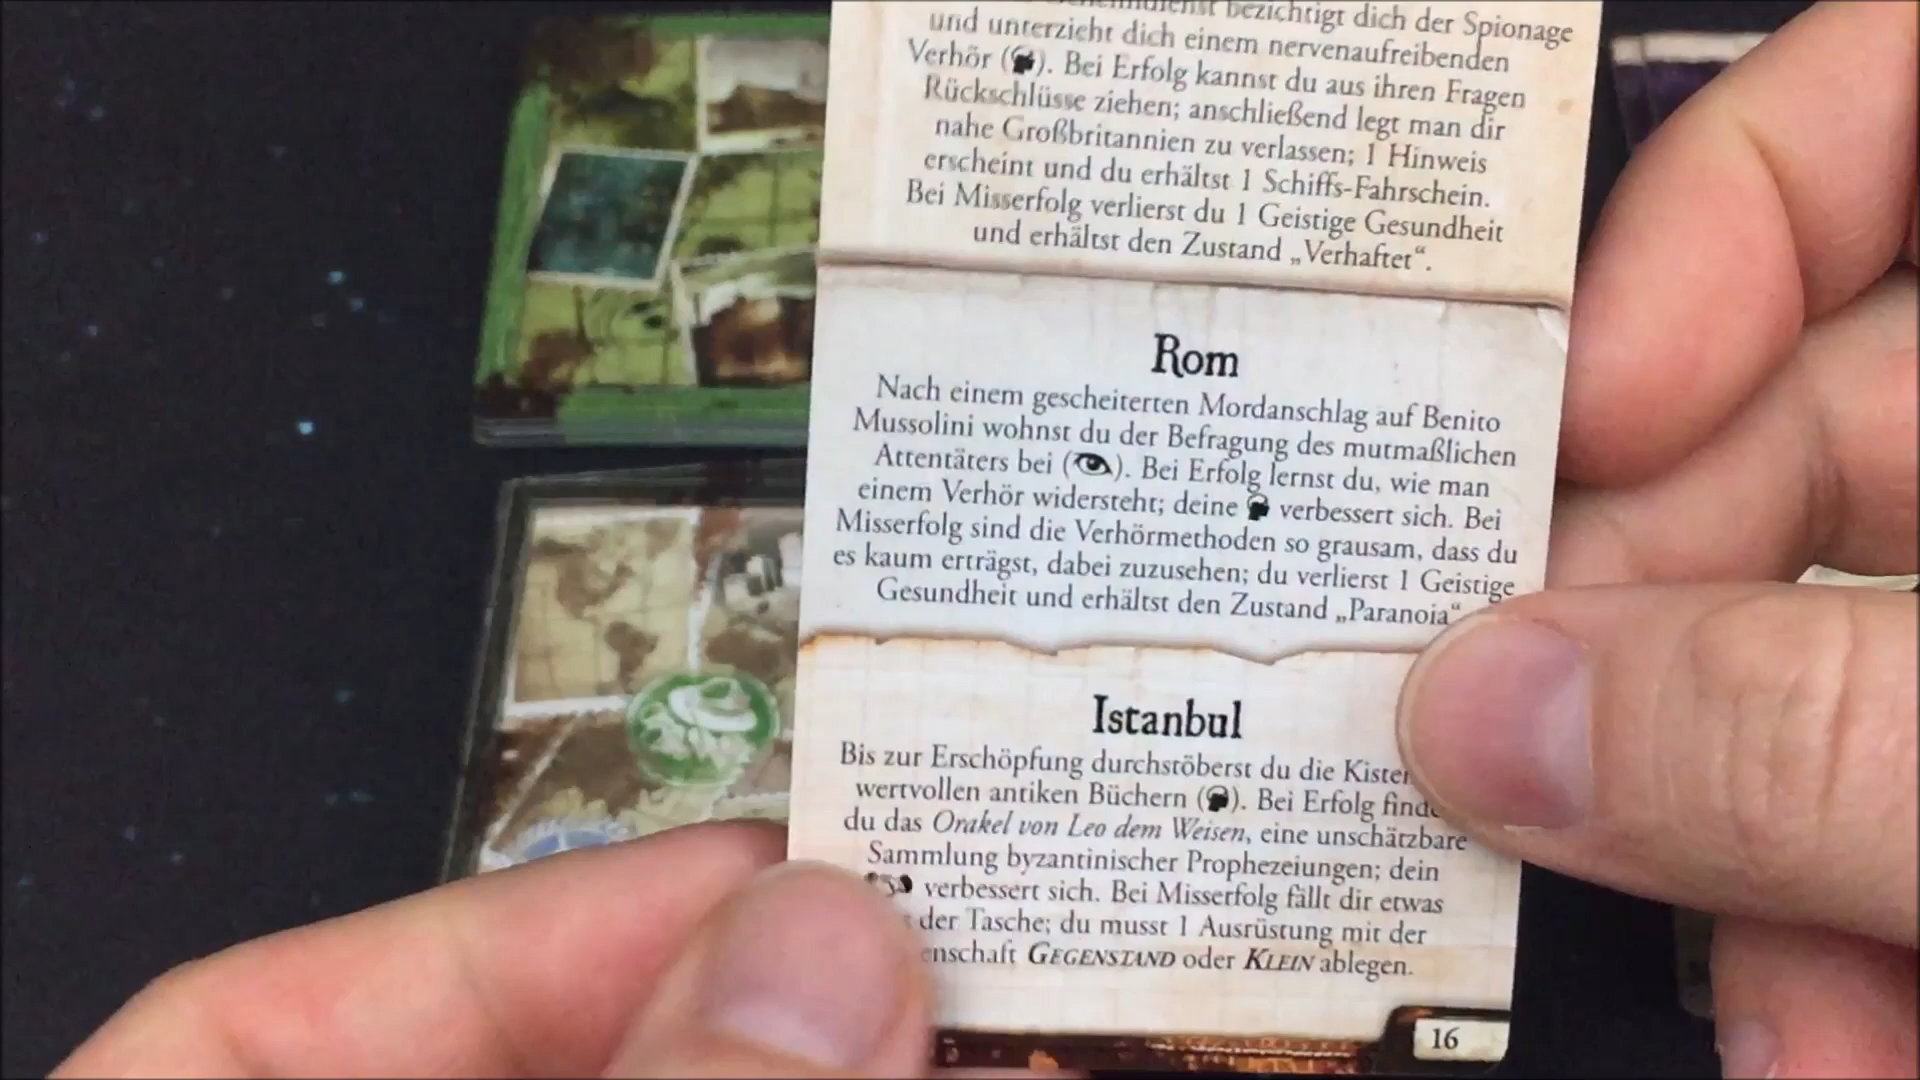 bezichtigt dich der Spionage
und unterzieht dich einem nervenaufreibenden
Verhör ( ). Bei Erfolg kannst du aus ihren Fragen
Rückschlüsse ziehen; anschließend legt man dir
nahe Großbritannien zu verlassen; 1 Hinweis
erscheint und du erhältst 1 Schiffs-Fahrschein.
Bei Misserfolg verlierst du 1 Geistige Gesundheit
und erhältst den Zustand „Verhaftet“.
Rom
Nach einem gescheiterten Mordanschlag auf Benito
Mussolini wohnst du der Befragung des mutmaßlichen
Attentäters bei ( ). Bei Erfolg lernst du, wie man
einem Verhör widersteht; deine verbessert sich. Bei
Misserfolg sind die Verhörmethoden so grausam, dass du
es kaum erträgst, dabei zuzusehen; du verlierst 1 Geistige
Gesundheit und erhältst den Zustand „Paranoia“
Istanbul
Bis zur Erschöpfung durchstöberst du die
wertvollen antiken Büchern ( ). Bei Erfolg
du das Orakel von Leo dem Weisen, eine unschätzbare
Sammlung byzantinischer Prophezeiungen; dein
verbessert sich. Bei Misserfolg fällt dir etwas
der Tasche; du musst 1 Ausrüstung mit der
GEGENSTAND oder KLEIN ablegen.
16